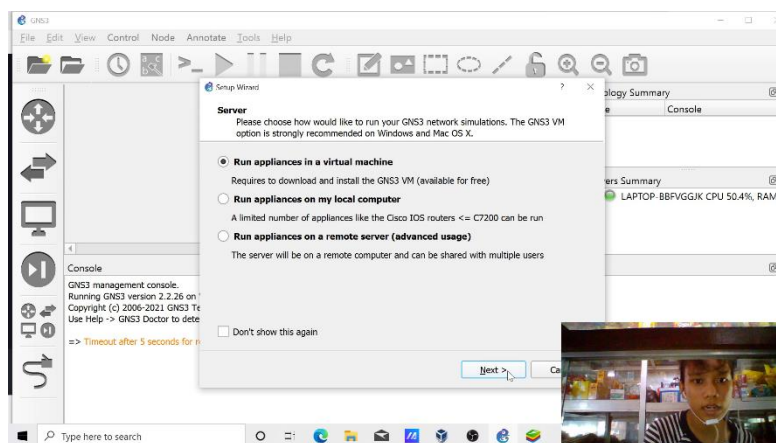 GNS3
File Edit View Control Node Annotate Tools Help
Setup Wizard
Server
Please choose how would like to run your GNS3 network simulations. The GNS3 VM
option is strongly recommended on Windows and Mac OS X.
Run appliances in a virtual machine
Requires to download and install the GNS3 VM (available for free)
Run appliances on my local computer
A limited number of appliances like the Cisco IOS routers <= C7200 can be run
Run appliances on a remote server (advanced usage)
The server will be on a remote computer and can be shared with multiple users
Don't show this again
Next >
Ca
ology Summary
e Console
ers Summary
LAPTOP-BBFVGGJK CPU 50.4%, RAM
Console
GNS3 management console.
Running GNS3 version 2.2.26 on
Copyright (c) 2006-2021 GNS3 Te
Use Help -> GNS3 Doctor to dete
=> Timeout after 5 seconds for r
Type here to search